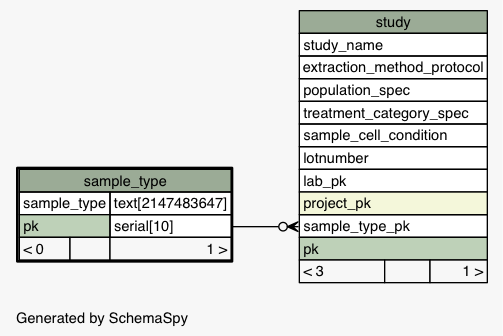 study
study_name
extraction_method_protocol
population_spec
treatment_category_spec
sample_cell_condition
lotnumber
lab_pk
project_pk
sample_type_pk
pk
< 3 1 >
sample_type
sample_type text[2147483647]
pk serial[10]
< 0 1 >
Generated by SchemaSpy